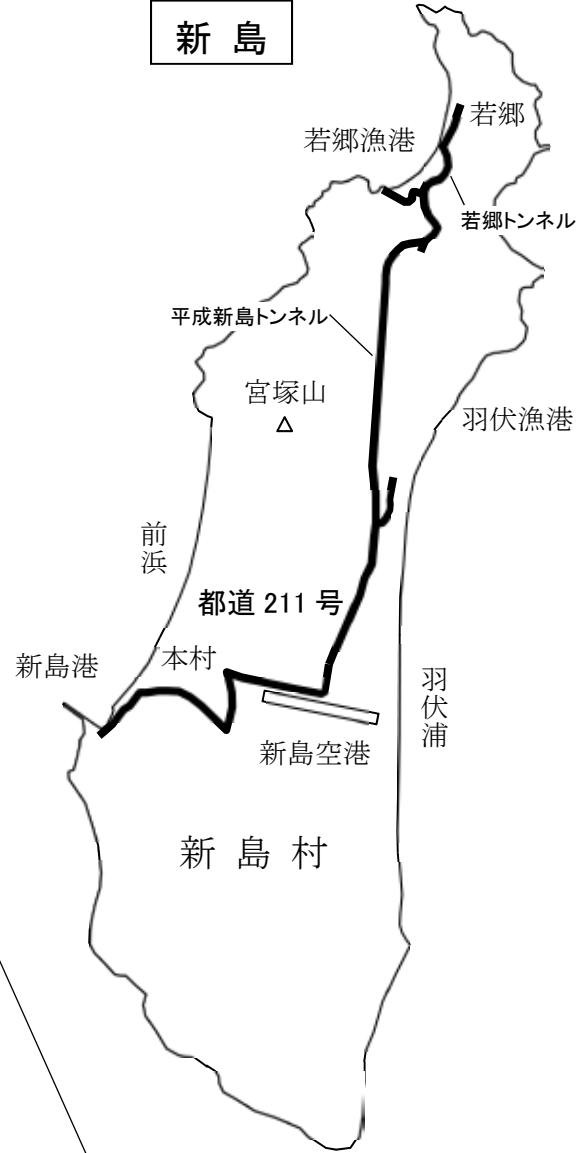 新 島
若郷
若郷漁港
若郷トンネル
平成新島トンネル
宮塚山
羽伏漁港
前浜
都道 211 号
本村
新島港
羽伏浦
新島空港
新 島 村